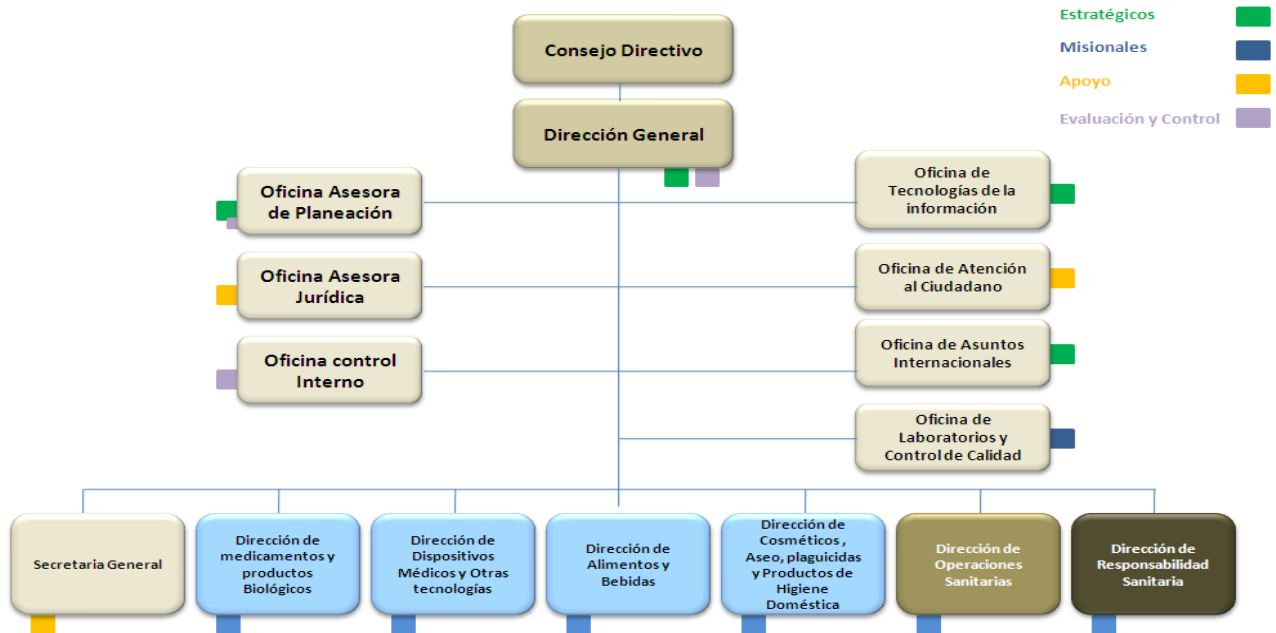 Estratégicos
Misionales
Apoyo
Evaluación y Control
Consejo Directivo
Dirección General
Oficina Asesora
de Planeación
Oficina de
Tecnologías de la
información
Oficina Asesora
Jurídica
Oficina de Atención
al Ciudadano
Oficina control
Interno
Oficina de Asuntos
Internacionales
Oficina de
Laboratorios y
Control de Calidad
Secretaria General
Dirección de
medicamentos y
productos
Biológicos
Dirección de
Dispositivos
Médicos y Otras
tecnologías
Dirección de
Alimentos y
Bebidas
Dirección de
Cosméticos ,
Aseo, plaguicidas
y Productos de
Higiene
Doméstica
Dirección de
Operaciones
Sanitarias
Dirección de
Responsabilidad
Sanitaria